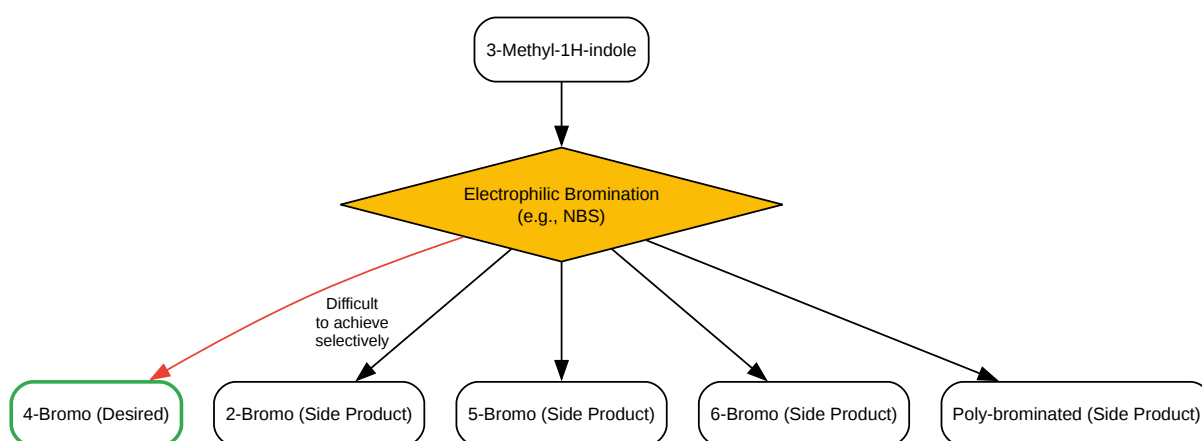 3-Methyl-1H-indole
Electrophilic Bromination
(e.g., NBS)
Difficult
to achieve
selectively
4-Bromo (Desired)
2-Bromo (Side Product)
5-Bromo (Side Product)
6-Bromo (Side Product)
Poly-brominated (Side Product)